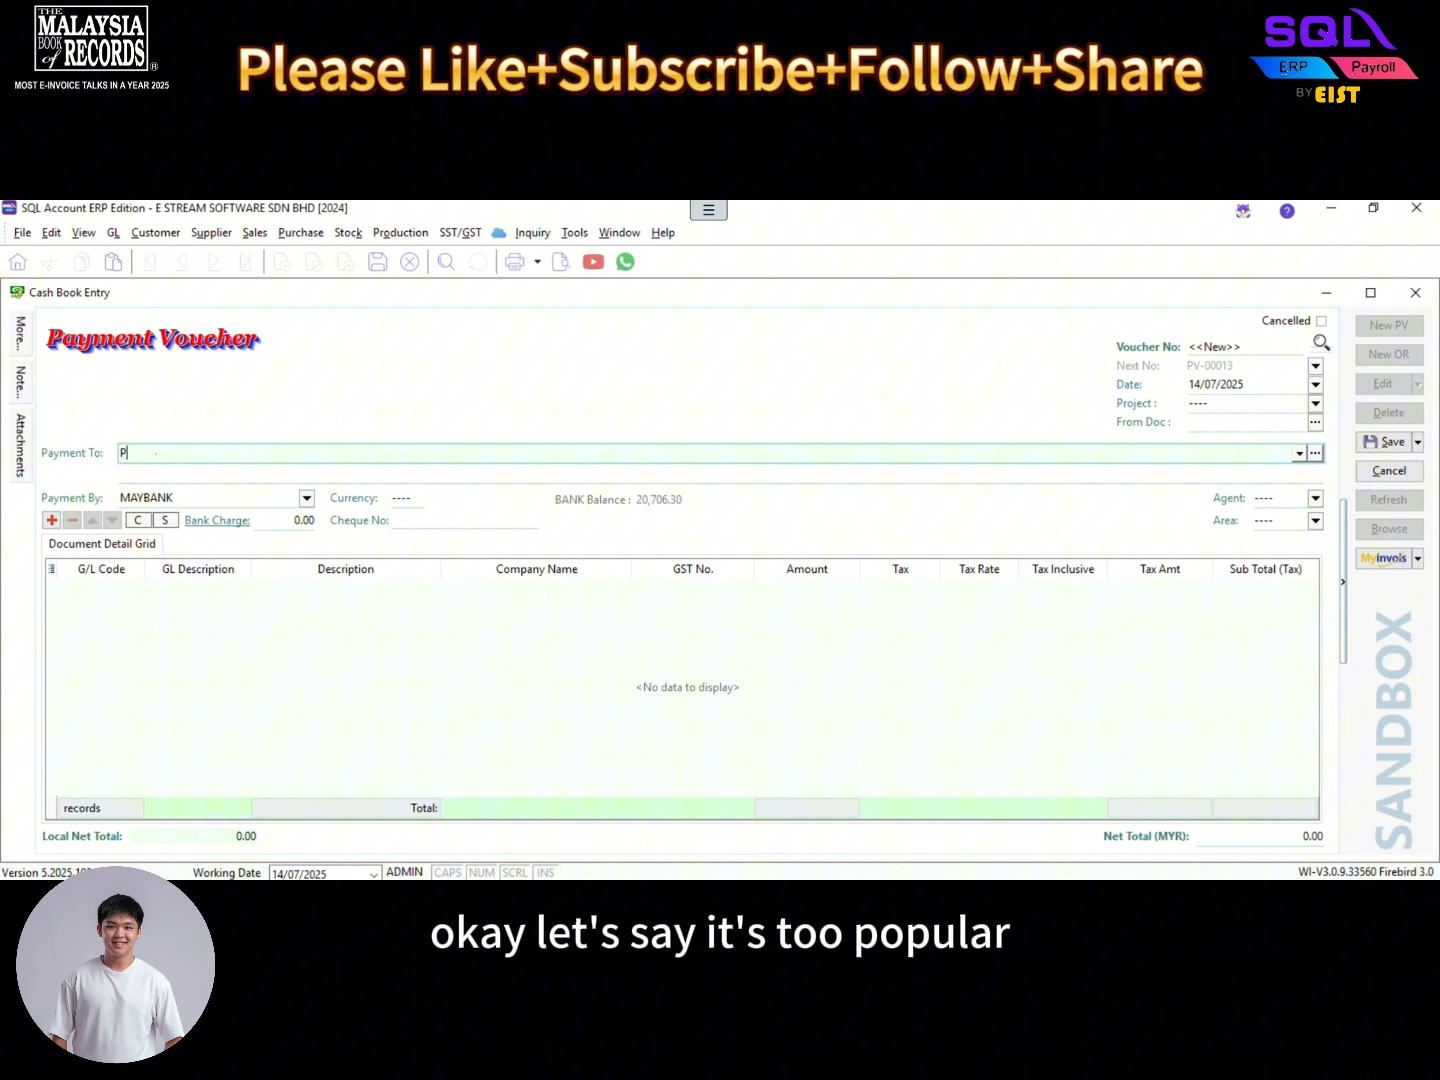 THE
MALAYSIA
BOOK of RECORDS®
MOST E-INVOICE TALKS IN A YEAR 2025
Please Like+Subscribe+Follow+Share
SQL
ERP Payroll
BY EIST
SQL Account ERP Edition - E STREAM SOFTWARE SDN BHD [2024]
File Edit View GL Customer Supplier Sales Purchase Stock Production SST/GST Inquiry Tools Window Help
Cash Book Entry
More...
Note...
Attachments
Payment Voucher
Cancelled
Voucher No: <<New>>
Next No: PV-00013
Date: 14/07/2025
Project : ----
From Doc :
Payment To: P
Payment By: MAYBANK Currency: ---- BANK Balance : 20,706.30 Agent: ----
C S Bank Charge: 0.00 Cheque No: Area: ----
Document Detail Grid
G/L Code GL Description Description Company Name GST No. Amount Tax Tax Rate Tax Inclusive Tax Amt Sub Total (Tax)
<No data to display>
records Total:
Local Net Total: 0.00 Net Total (MYR): 0.00
New PV
New OR
Edit
Delete
Save
Cancel
Refresh
Browse
MyInvois
SANDBOX
Version 5.2025. Working Date 14/07/2025 ADMIN CAPS NUM SCRL INS WI-V3.0.9.33560 Firebird 3.0
okay let's say it's too popular